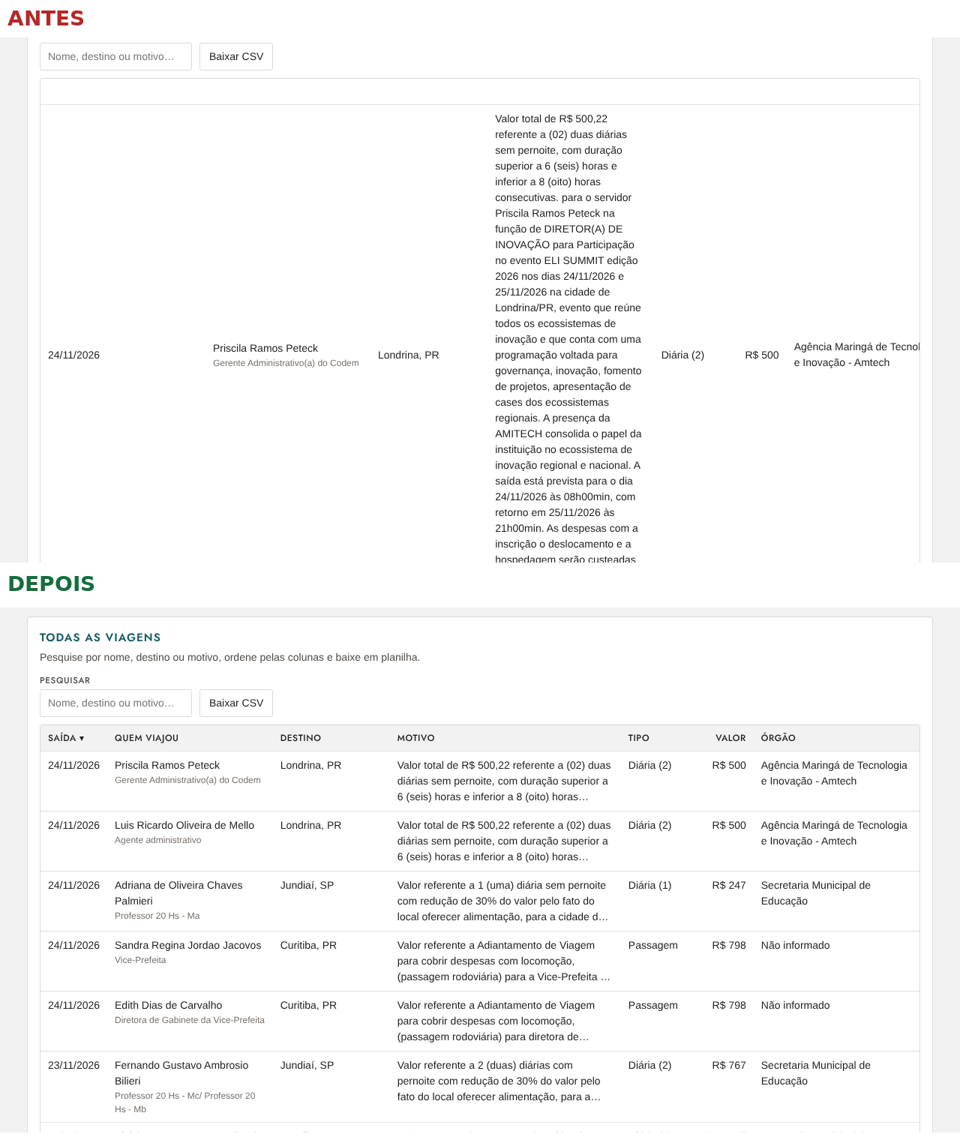 ANTES
Nome, destino ou motivo…
Baixar CSV
Valor total de R$ 500,22
referente a (02) duas diárias
sem pernoite, com duração
superior a 6 (seis) horas e
inferior a 8 (oito) horas
consecutivas. para o servidor
Priscila Ramos Peteck na
função de DIRETOR(A) DE
INOVAÇÃO para Participação
no evento ELI SUMMIT edição
2026 nos dias 24/11/2026 e
25/11/2026 na cidade de
Londrina/PR, evento que reúne
todos os ecossistemas de
inovação e que conta com uma
programação voltada para
governança, inovação, fomento
de projetos, apresentação de
cases dos ecossistemas
regionais. A presença da
AMITECH consolida o papel da
instituição no ecossistema de
inovação regional e nacional. A
saída está prevista para o dia
24/11/2026 às 08h00min, com
retorno em 25/11/2026 às
21h00min. As despesas com a
inscrição o deslocamento e a
hospedagem serão custeadas
24/11/2026
Priscila Ramos Peteck
Gerente Administrativo(a) do Codem
Londrina, PR
Diária (2)
R$ 500
Agência Maringá de Tecnol
e Inovação - Amtech
DEPOIS
TODAS AS VIAGENS
Pesquise por nome, destino ou motivo, ordene pelas colunas e baixe em planilha.
PESQUISAR
Nome, destino ou motivo…
Baixar CSV
SAÍDA ▾ QUEM VIAJOU DESTINO MOTIVO TIPO VALOR ÓRGÃO
24/11/2026
Priscila Ramos Peteck
Gerente Administrativo(a) do Codem
Londrina, PR
Valor total de R$ 500,22 referente a (02) duas
diárias sem pernoite, com duração superior a
6 (seis) horas e inferior a 8 (oito) horas…
Diária (2)
R$ 500
Agência Maringá de Tecnologia
e Inovação - Amtech
24/11/2026
Luis Ricardo Oliveira de Mello
Agente administrativo
Londrina, PR
Valor total de R$ 500,22 referente a (02) duas
diárias sem pernoite, com duração superior a
6 (seis) horas e inferior a 8 (oito) horas…
Diária (2)
R$ 500
Agência Maringá de Tecnologia
e Inovação - Amtech
24/11/2026
Adriana de Oliveira Chaves
Palmieri
Professor 20 Hs - Ma
Jundiaí, SP
Valor referente a 1 (uma) diária sem pernoite
com redução de 30% do valor pelo fato do
local oferecer alimentação, para a cidade d…
Diária (1)
R$ 247
Secretaria Municipal de
Educação
24/11/2026
Sandra Regina Jordao Jacovos
Vice-Prefeita
Curitiba, PR
Valor referente a Adiantamento de Viagem
para cobrir despesas com locomoção,
(passagem rodoviária) para a Vice-Prefeita …
Passagem
R$ 798
Não informado
24/11/2026
Edith Dias de Carvalho
Diretora de Gabinete da Vice-Prefeita
Curitiba, PR
Valor referente a Adiantamento de Viagem
para cobrir despesas com locomoção,
(passagem rodoviária) para diretora de…
Passagem
R$ 798
Não informado
23/11/2026
Fernando Gustavo Ambrosio
Bilieri
Professor 20 Hs - Mc/ Professor 20
Hs - Mb
Jundiaí, SP
Valor referente a 2 (duas) diárias com
pernoite com redução de 30% do valor pelo
fato do local oferecer alimentação, para a…
Diária (2)
R$ 767
Secretaria Municipal de
Educação